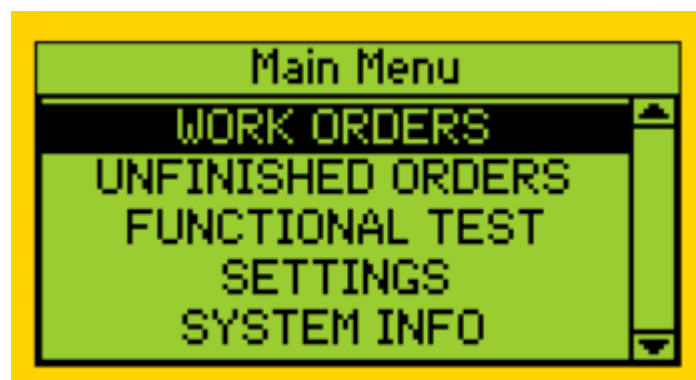 Main Menu
WORK ORDERS
UNFINISHED ORDERS
FUNCTIONAL TEST
SETTINGS
SYSTEM INFO